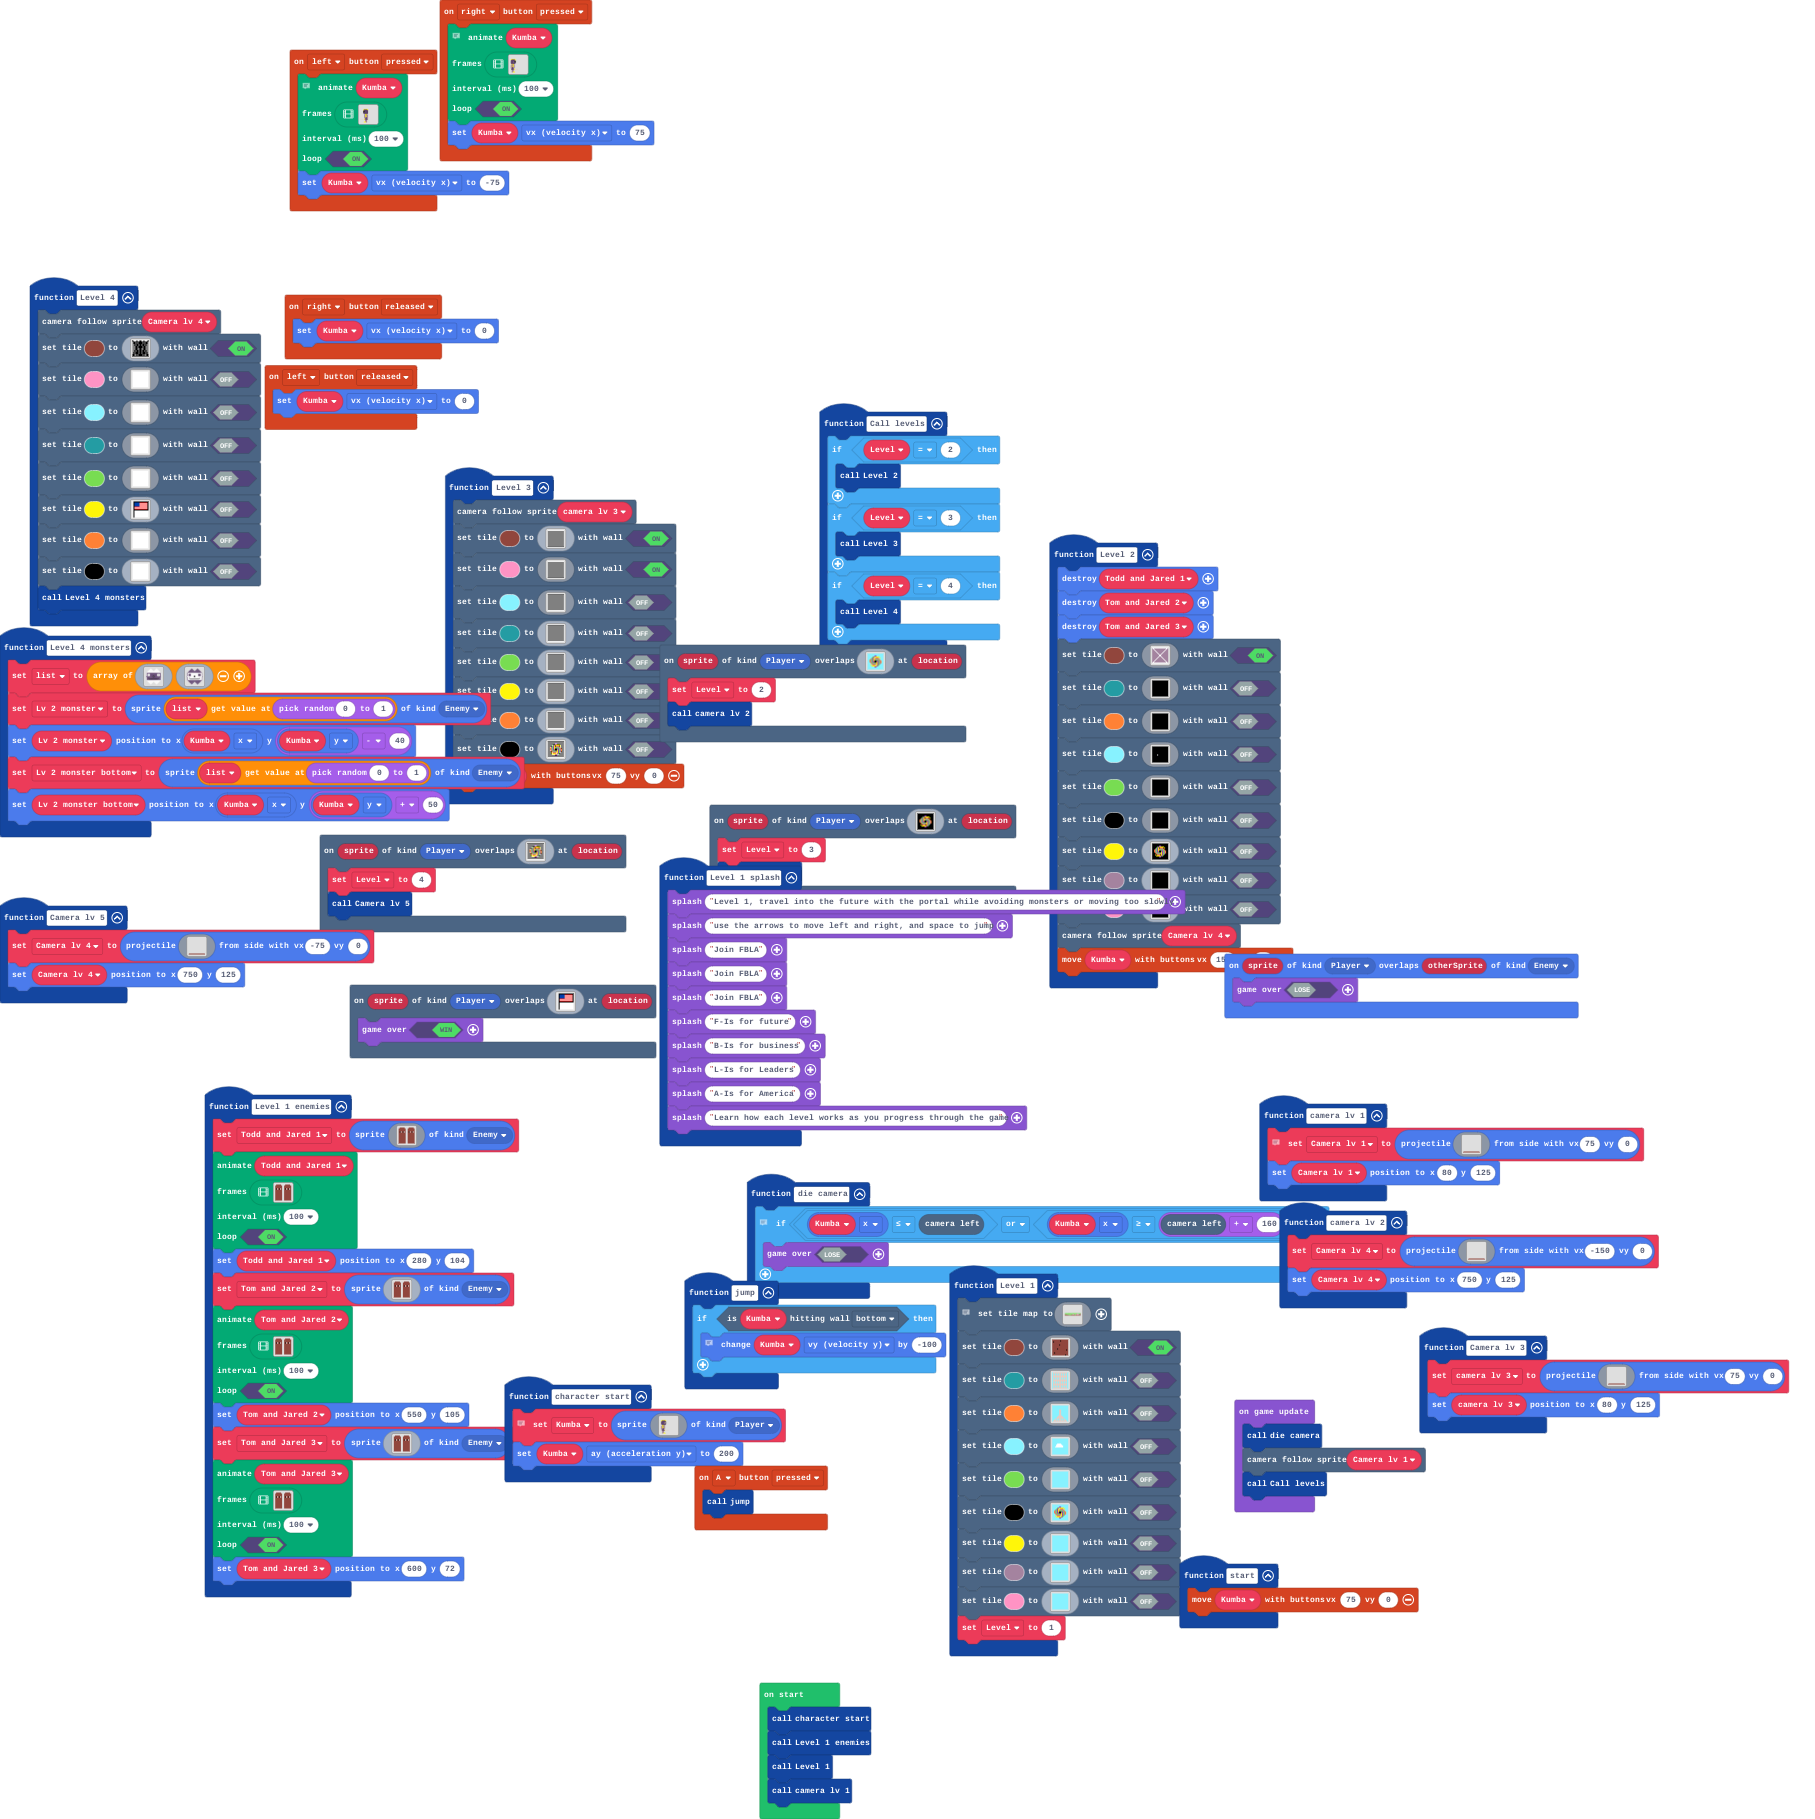 on right button pressed
animate Kumba
frames
interval (ms) 100
loop ON
set Kumba vx (velocity x) to 75
on left button pressed
animate Kumba
frames
interval (ms) 100
loop ON
set Kumba vx (velocity x) to -75
function Level 4
camera follow sprite Camera lv 4
set tile to with wall ON
set tile to with wall OFF
set tile to with wall OFF
set tile to with wall OFF
set tile to with wall OFF
set tile to with wall OFF
set tile to with wall OFF
set tile to with wall OFF
call Level 4 monsters
on right button released
set Kumba vx (velocity x) to 0
on left button released
set Kumba vx (velocity x) to 0
function Call levels
if Level = 2 then
call Level 2
if Level = 3 then
call Level 3
if Level = 4 then
call Level 4
function Level 3
camera follow sprite camera lv 3
set tile to with wall ON
set tile to with wall ON
set tile to with wall OFF
set tile to with wall OFF
set tile to with wall OFF
set tile to with wall OFF
to with wall OFF
set tile to with wall OFF
with buttons vx 75 vy 0
function Level 2
destroy Todd and Jared 1
destroy Tom and Jared 2
destroy Tom and Jared 3
set tile to with wall ON
set tile to with wall OFF
set tile to with wall OFF
set tile to with wall OFF
set tile to with wall OFF
set tile to with wall OFF
set tile to with wall OFF
set tile to with wall OFF
with wall OFF
camera follow sprite Camera lv 4
move Kumba with buttons vx
function Level 4 monsters
set list to array of
set Lv 2 monster to sprite list get value at pick random 0 to 1 of kind Enemy
set Lv 2 monster position to x Kumba x y Kumba y - 40
set Lv 2 monster bottom to sprite list get value at pick random 0 to 1 of kind Enemy
set Lv 2 monster bottom position to x Kumba x y Kumba y + 50
on sprite of kind Player overlaps at location
set Level to 2
call camera lv 2
on sprite of kind Player overlaps at location
set Level to 3
on sprite of kind Player overlaps at location
set Level to 4
call Camera lv 5
function Level 1 splash
splash "Level 1, travel into the future with the portal while avoiding monsters or moving too slow
splash "use the arrows to move left and right, and space to jump
splash "Join FBLA"
splash "Join FBLA"
splash "Join FBLA"
splash "F-Is for future"
splash "B-Is for business"
splash "L-Is for Leaders"
splash "A-Is for America"
splash "Learn how each level works as you progress through the game
function Camera lv 5
set Camera lv 4 to projectile from side with vx -75 vy 0
set Camera lv 4 position to x 750 y 125
on sprite of kind Player overlaps otherSprite of kind Enemy
game over LOSE
on sprite of kind Player overlaps at location
game over WIN
function Level 1 enemies
set Todd and Jared 1 to sprite of kind Enemy
animate Todd and Jared 1
frames
interval (ms) 100
loop ON
set Todd and Jared 1 position to x 280 y 104
set Tom and Jared 2 to sprite of kind Enemy
animate Tom and Jared 2
frames
interval (ms) 100
loop ON
set Tom and Jared 2 position to x 550 y 105
set Tom and Jared 3 to sprite of kind Enemy
animate Tom and Jared 3
frames
interval (ms) 100
loop ON
set Tom and Jared 3 position to x 600 y 72
function camera lv 1
set Camera lv 1 to projectile from side with vx 75 vy 0
set Camera lv 1 position to x 80 y 125
function die camera
if Kumba x ≤ camera left or Kumba x ≥ camera left + 160
game over LOSE
function camera lv 2
set Camera lv 4 to projectile from side with vx -150 vy 0
set Camera lv 4 position to x 750 y 125
function jump
if is Kumba hitting wall bottom then
change Kumba vy (velocity y) by -100
function Level 1
set tile map to
set tile to with wall ON
set tile to with wall OFF
set tile to with wall OFF
set tile to with wall OFF
set tile to with wall OFF
set tile to with wall OFF
set tile to with wall OFF
set tile to with wall OFF
set tile to with wall OFF
set Level to 1
function Camera lv 3
set camera lv 3 to projectile from side with vx 75 vy 0
set camera lv 3 position to x 80 y 125
function character start
set Kumba to sprite of kind Player
set Kumba ay (acceleration y) to 200
on A button pressed
call jump
on game update
call die camera
camera follow sprite Camera lv 1
call Call levels
function start
move Kumba with buttons vx 75 vy 0
on start
call character start
call Level 1 enemies
call Level 1
call camera lv 1